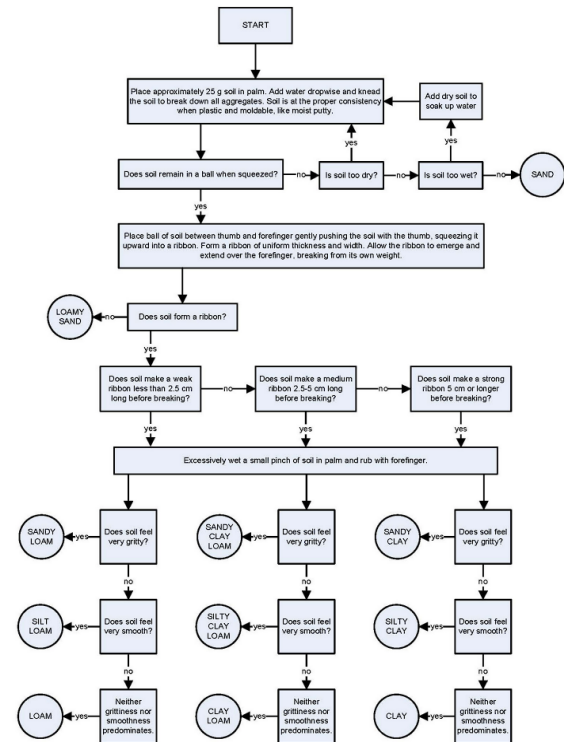 START
Place approximately 25 g soil in palm. Add water dropwise and knead
the soil to break down all aggregates. Soil is at the proper consistency
when plastic and moldable, like moist putty.
Add dry soil to
soak up water
yes
yes
Does soil remain in a ball when squeezed?
no
Is soil too dry?
no
Is soil too wet?
no
SAND
yes
Place ball of soil between thumb and forefinger gently pushing the soil with the thumb, squeezing it
upward into a ribbon. Form a ribbon of uniform thickness and width. Allow the ribbon to emerge and
extend over the forefinger, breaking from its own weight.
LOAMY
SAND
no
Does soil form a ribbon?
yes
Does soil make a weak
ribbon less than 2.5 cm
long before breaking?
no
Does soil make a medium
ribbon 2.5-5 cm long
before breaking?
no
Does soil make a strong
ribbon 5 cm or longer
before breaking?
yes
yes
yes
Excessively wet a small pinch of soil in palm and rub with forefinger.
SANDY
LOAM
yes
Does soil feel
very gritty?
SANDY
CLAY
LOAM
yes
Does soil feel
very gritty?
SANDY
CLAY
yes
Does soil feel
very gritty?
no
no
no
SILT
LOAM
yes
Does soil feel
very smooth?
SILTY
CLAY
LOAM
yes
Does soil feel
very smooth?
SILTY
CLAY
yes
Does soil feel
very smooth?
no
no
no
LOAM
yes
Neither
grittiness nor
smoothness
predominates.
CLAY
LOAM
yes
Neither
grittiness nor
smoothness
predominates.
CLAY
yes
Neither
grittiness nor
smoothness
predominates.